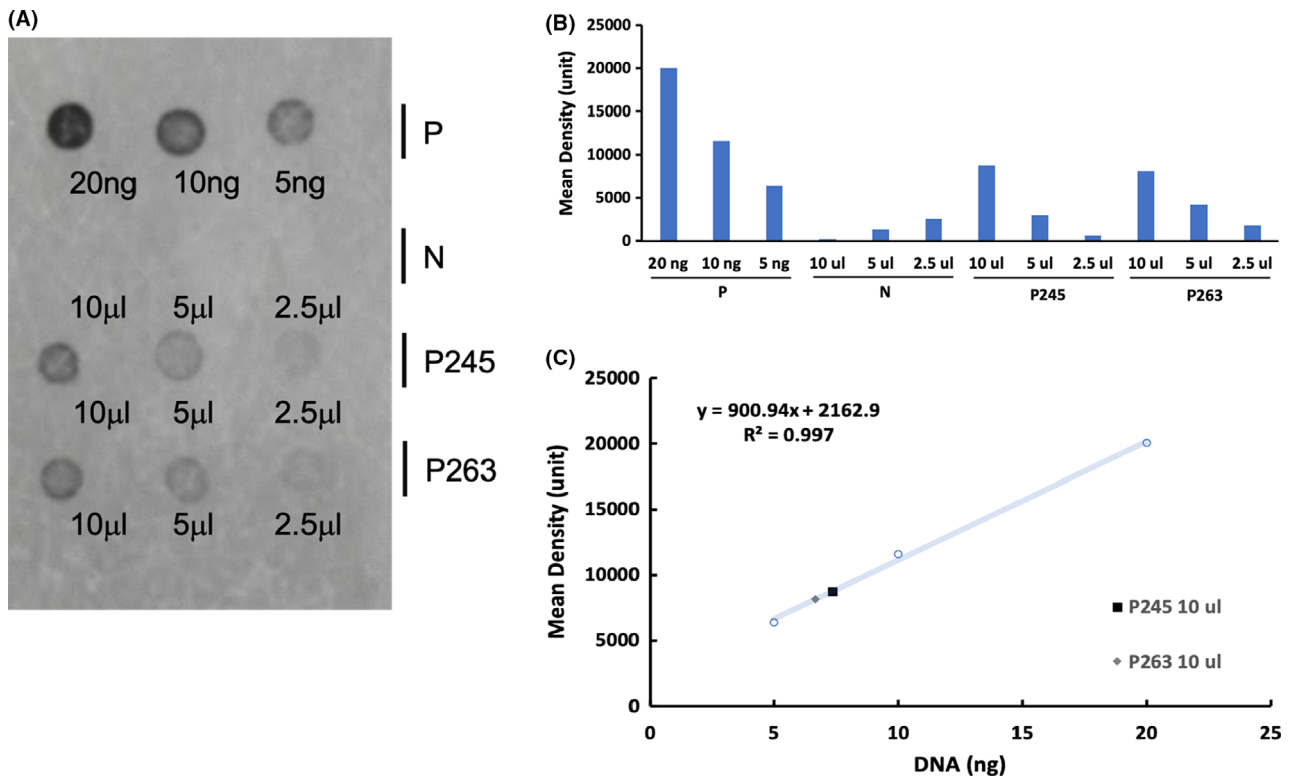 (A)
20ng 10ng 5ng
P
N
10µl 5µl 2.5µl
P245
10µl 5µl 2.5µl
P263
10µl 5µl 2.5µl
(B)
Mean Density (unit)
25000
20000
15000
10000
5000
0
20 ng 10 ng 5 ng 10 ul 5 ul 2.5 ul 10 ul 5 ul 2.5 ul 10 ul 5 ul 2.5 ul
P N P245 P263
(C)
Mean Density (unit)
25000
20000
15000
10000
5000
0
y = 900.94x + 2162.9
R² = 0.997
P245 10 ul
P263 10 ul
0 5 10 15 20 25
DNA (ng)